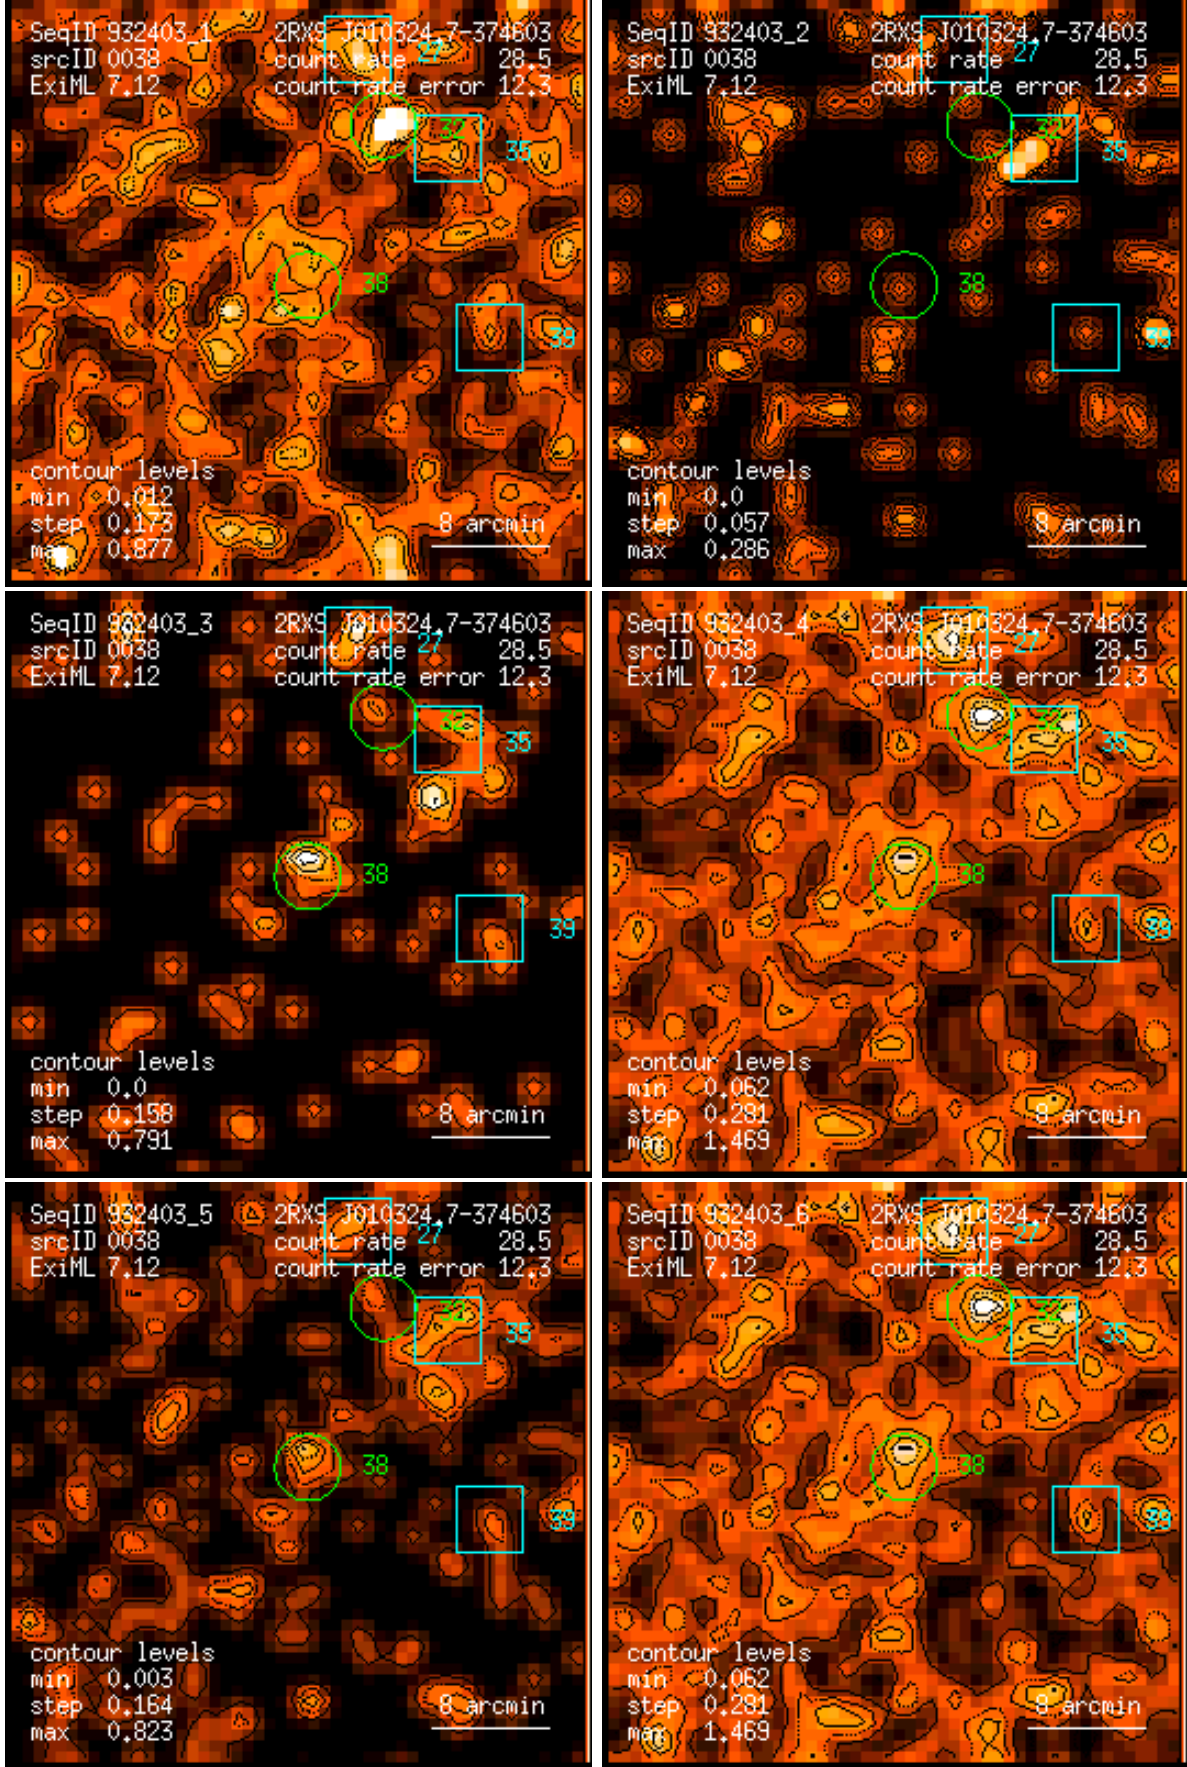 SeqID 932403_1 2RXS J010324.7-374603
srcID 0038 count rate 27 28.5
ExiML 7.12 count rate error 12.3
32
35
38
39
contour levels
min 0.012
step 0.173
max 0.877
8 arcmin
SeqID 932403_2 2RXS J010324.7-374603
srcID 0038 count rate 27 28.5
ExiML 7.12 count rate error 12.3
32
35
38
39
contour levels
min 0.0
step 0.057
max 0.286
8 arcmin
SeqID 932403_3 2RXS J010324.7-374603
srcID 0038 count rate 27 28.5
ExiML 7.12 count rate error 12.3
32
35
38
39
contour levels
min 0.0
step 0.158
max 0.791
8 arcmin
SeqID 932403_4 2RXS J010324.7-374603
srcID 0038 count rate 27 28.5
ExiML 7.12 count rate error 12.3
32
35
38
39
contour levels
min 0.062
step 0.281
max 1.469
8 arcmin
SeqID 932403_5 2RXS J010324.7-374603
srcID 0038 count rate 27 28.5
ExiML 7.12 count rate error 12.3
32
35
38
39
contour levels
min 0.003
step 0.164
max 0.823
8 arcmin
SeqID 932403_6 2RXS J010324.7-374603
srcID 0038 count rate 27 28.5
ExiML 7.12 count rate error 12.3
32
35
38
39
contour levels
min 0.062
step 0.281
max 1.469
8 arcmin